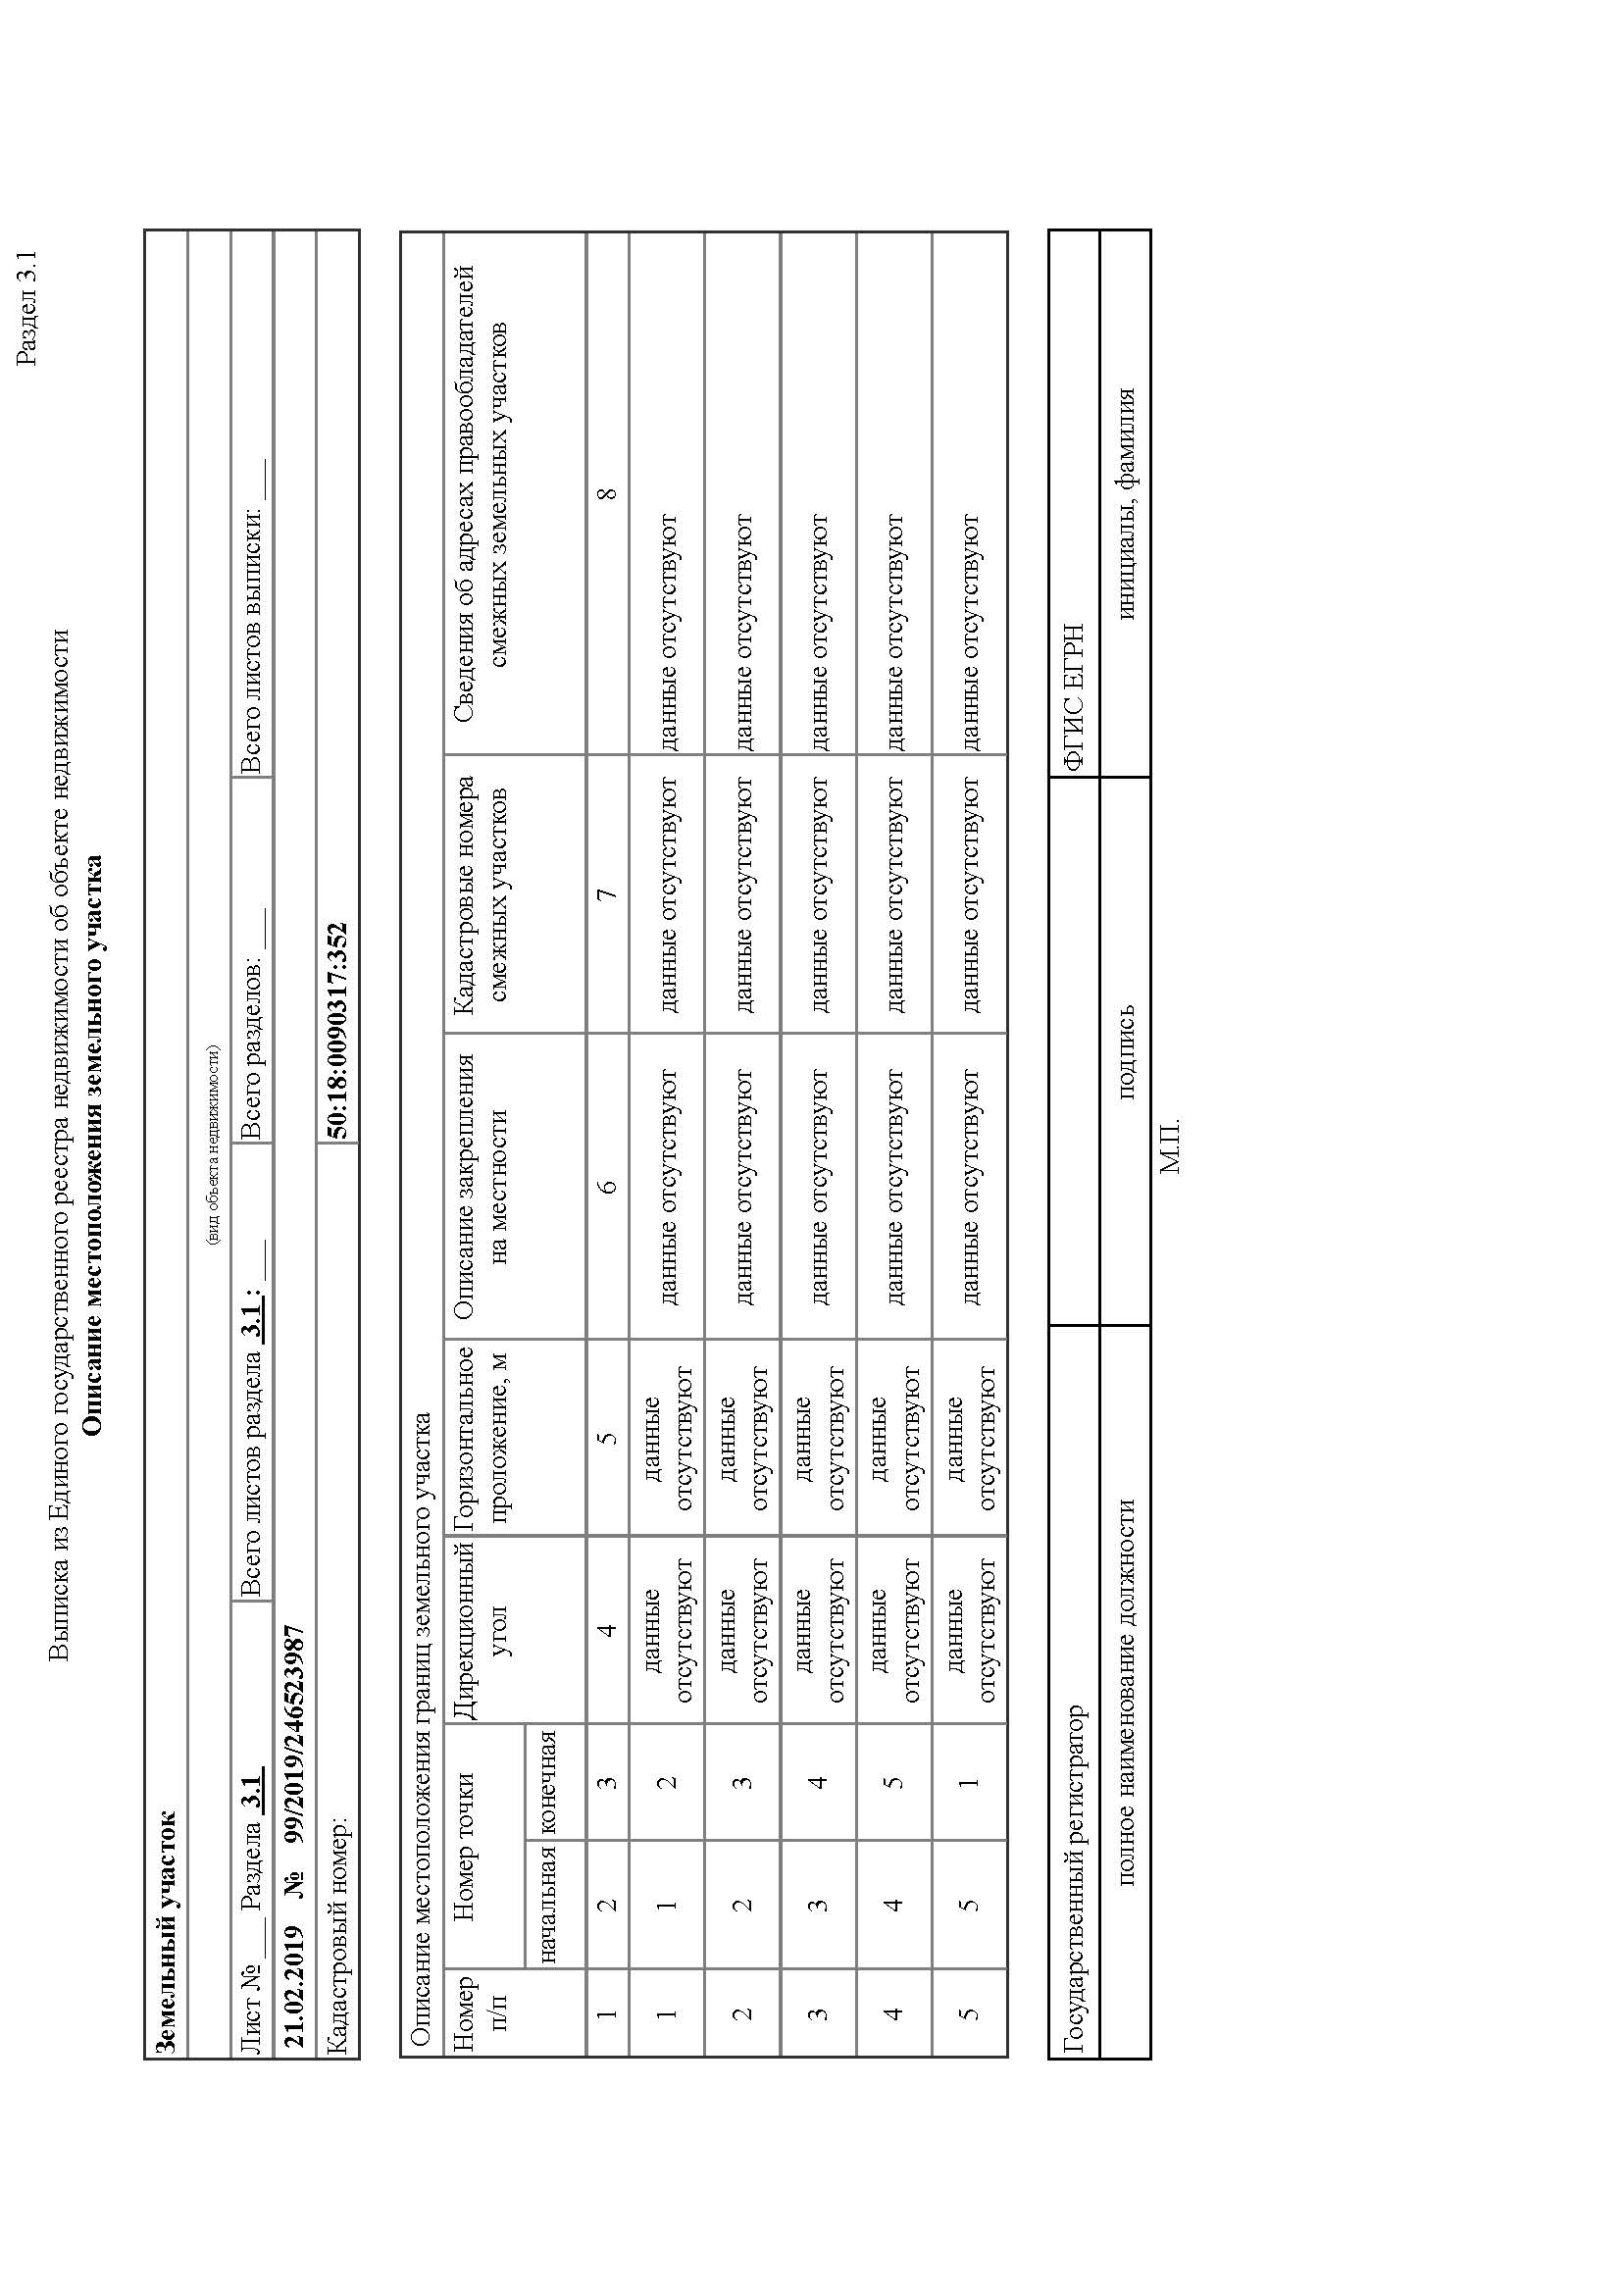 Раздел 3.1
Выписка из Единого государственного реестра недвижимости об объекте недвижимости
Описание местоположения земельного участка
Земельный участок
(вид объекта недвижимости)
Лист № ___ Раздела 3.1 Всего листов раздела 3.1 : ___ Всего разделов: ___ Всего листов выписки: ___
21.02.2019 № 99/2019/246523987
Кадастровый номер: 50:18:0090317:352
Описание местоположения границ земельного участка
Номер п/п Номер точки Дирекционный угол Горизонтальное проложение, м Описание закрепления на местности Кадастровые номера смежных участков Сведения об адресах правообладателей смежных земельных участков
начальная конечная
1 2 3 4 5 6 7 8
1 1 2 данные отсутствуют данные отсутствуют данные отсутствуют данные отсутствуют данные отсутствуют
2 2 3 данные отсутствуют данные отсутствуют данные отсутствуют данные отсутствуют данные отсутствуют
3 3 4 данные отсутствуют данные отсутствуют данные отсутствуют данные отсутствуют данные отсутствуют
4 4 5 данные отсутствуют данные отсутствуют данные отсутствуют данные отсутствуют данные отсутствуют
5 5 1 данные отсутствуют данные отсутствуют данные отсутствуют данные отсутствуют данные отсутствуют
Государственный регистратор ФГИС ЕГРН
полное наименование должности подпись инициалы, фамилия
М.П.